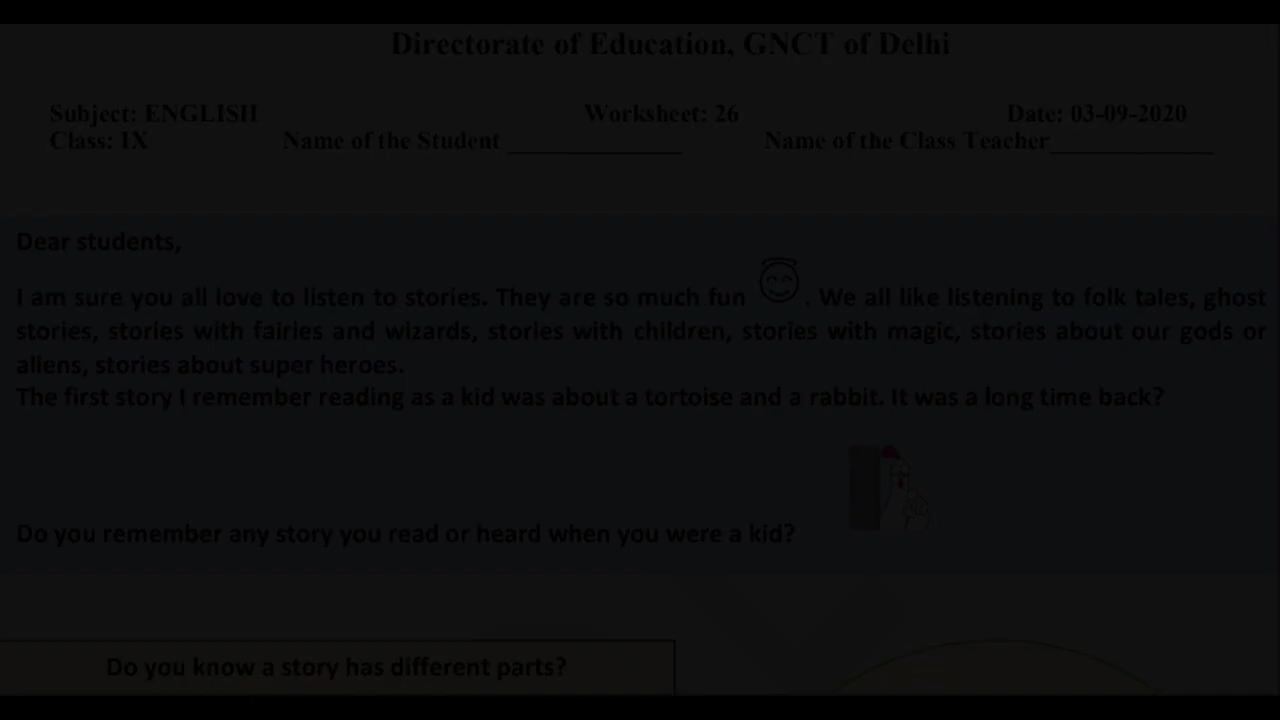 Directorate of Education, GNCT of Delhi
Subject: ENGLISH Worksheet: 26 Date: 03-09-2020
Class: IX Name of the Student ____________ Name of the Class Teacher____________
Dear students,
I am sure you all love to listen to stories. They are so much fun . We all like listening to folk tales, ghost
stories, stories with fairies and wizards, stories with children, stories with magic, stories about our gods or
aliens, stories about super heroes.
The first story I remember reading as a kid was about a tortoise and a rabbit. It was a long time back?
Do you remember any story you read or heard when you were a kid?
Do you know a story has different parts?